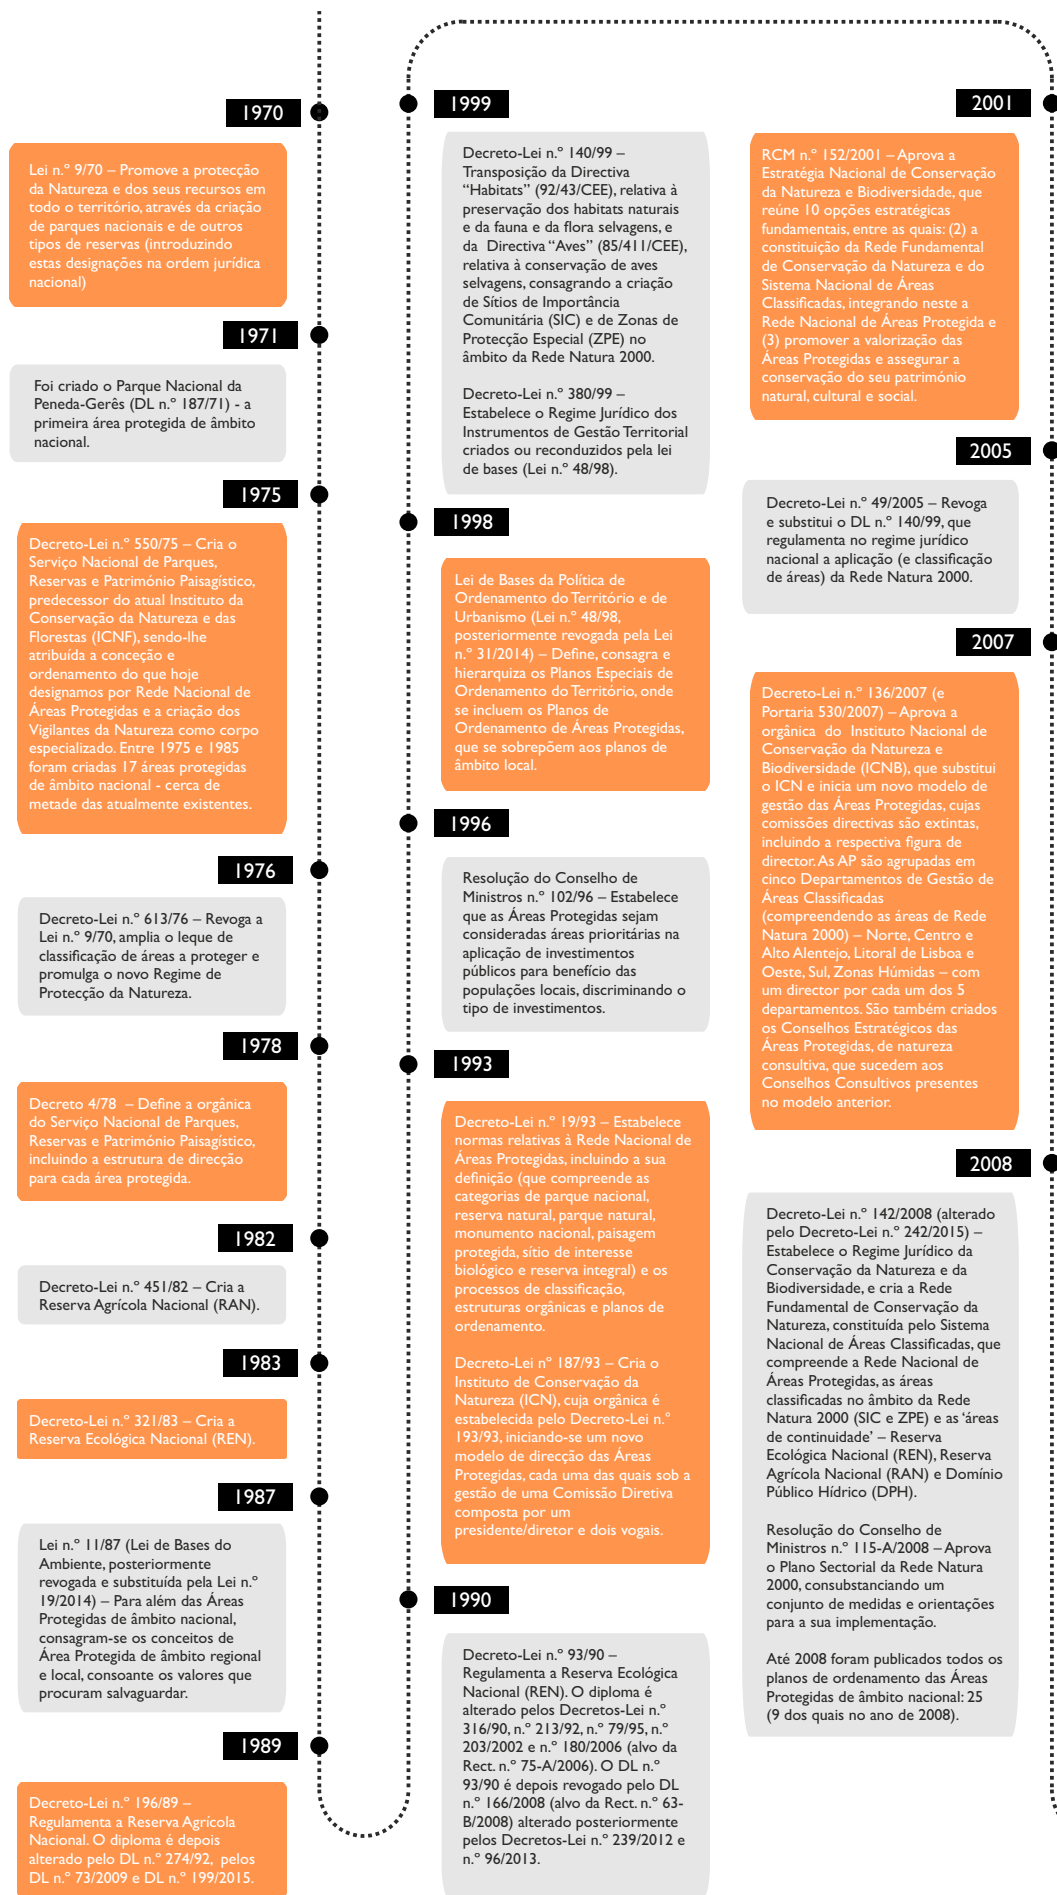 1970
Lei n.º 9/70 – Promove a protecção
da Natureza e dos seus recursos em
todo o território, através da criação
de parques nacionais e de outros
tipos de reservas (introduzindo
estas designações na ordem jurídica
nacional)
1971
Foi criado o Parque Nacional da
Peneda-Gerês (DL n.º 187/71) - a
primeira área protegida de âmbito
nacional.
1975
Decreto-Lei n.º 550/75 – Cria o
Serviço Nacional de Parques,
Reservas e Património Paisagístico,
predecessor do atual Instituto da
Conservação da Natureza e das
Florestas (ICNF), sendo-lhe
atribuída a conceção e
ordenamento do que hoje
designamos por Rede Nacional de
Áreas Protegidas e a criação dos
Vigilantes da Natureza como corpo
especializado. Entre 1975 e 1985
foram criadas 17 áreas protegidas
de âmbito nacional - cerca de
metade das atualmente existentes.
1976
Decreto-Lei n.º 613/76 – Revoga a
Lei n.º 9/70, amplia o leque de
classificação de áreas a proteger e
promulga o novo Regime de
Protecção da Natureza.
1978
Decreto 4/78 – Define a orgânica
do Serviço Nacional de Parques,
Reservas e Património Paisagístico,
incluindo a estrutura de direcção
para cada área protegida.
1982
Decreto-Lei n.º 451/82 – Cria a
Reserva Agrícola Nacional (RAN).
1983
Decreto-Lei n.º 321/83 – Cria a
Reserva Ecológica Nacional (REN).
1987
Lei n.º 11/87 (Lei de Bases do
Ambiente, posteriormente
revogada e substituída pela Lei n.º
19/2014) – Para além das Áreas
Protegidas de âmbito nacional,
consagram-se os conceitos de
Área Protegida de âmbito regional
e local, consoante os valores que
procuram salvaguardar.
1989
Decreto-Lei n.º 196/89 –
Regulamenta a Reserva Agrícola
Nacional. O diploma é depois
alterado pelo DL n.º 274/92, pelos
DL n.º 73/2009 e DL n.º 199/2015.
1999
Decreto-Lei n.º 140/99 –
Transposição da Directiva
“Habitats” (92/43/CEE), relativa à
preservação dos habitats naturais
e da fauna e da flora selvagens, e
da Directiva “Aves” (85/411/CEE),
relativa à conservação de aves
selvagens, consagrando a criação
de Sítios de Importância
Comunitária (SIC) e de Zonas de
Protecção Especial (ZPE) no
âmbito da Rede Natura 2000.
Decreto-Lei n.º 380/99 –
Estabelece o Regime Jurídico dos
Instrumentos de Gestão Territorial
criados ou reconduzidos pela lei
de bases (Lei n.º 48/98).
1998
Lei de Bases da Política de
Ordenamento do Território e de
Urbanismo (Lei n.º 48/98,
posteriormente revogada pela Lei
n.º 31/2014) – Define, consagra e
hierarquiza os Planos Especiais de
Ordenamento do Território, onde
se incluem os Planos de
Ordenamento de Áreas Protegidas,
que se sobrepõem aos planos de
âmbito local.
1996
Resolução do Conselho de
Ministros n.º 102/96 – Estabelece
que as Áreas Protegidas sejam
consideradas áreas prioritárias na
aplicação de investimentos
públicos para benefício das
populações locais, discriminando o
tipo de investimentos.
1993
Decreto-Lei n.º 19/93 – Estabelece
normas relativas à Rede Nacional de
Áreas Protegidas, incluindo a sua
definição (que compreende as
categorias de parque nacional,
reserva natural, parque natural,
monumento nacional, paisagem
protegida, sítio de interesse
biológico e reserva integral) e os
processos de classificação,
estruturas orgânicas e planos de
ordenamento.
Decreto-Lei nº 187/93 – Cria o
Instituto de Conservação da
Natureza (ICN), cuja orgânica é
estabelecida pelo Decreto-Lei n.°
193/93, iniciando-se um novo
modelo de direcção das Áreas
Protegidas, cada uma das quais sob a
gestão de uma Comissão Diretiva
composta por um
presidente/diretor e dois vogais.
1990
Decreto-Lei n.º 93/90 –
Regulamenta a Reserva Ecológica
Nacional (REN). O diploma é
alterado pelos Decretos-Lei n.º
316/90, n.º 213/92, n.º 79/95, n.º
203/2002 e n.º 180/2006 (alvo da
Rect. n.º 75-A/2006). O DL n.º
93/90 é depois revogado pelo DL
n.º 166/2008 (alvo da Rect. n.º 63-
B/2008) alterado posteriormente
pelos Decretos-Lei n.º 239/2012 e
n.º 96/2013.
2001
RCM n.º 152/2001 – Aprova a
Estratégia Nacional de Conservação
da Natureza e Biodiversidade, que
reúne 10 opções estratégicas
fundamentais, entre as quais: (2) a
constituição da Rede Fundamental
de Conservação da Natureza e do
Sistema Nacional de Áreas
Classificadas, integrando neste a
Rede Nacional de Áreas Protegida e
(3) promover a valorização das
Áreas Protegidas e assegurar a
conservação do seu património
natural, cultural e social.
2005
Decreto-Lei n.º 49/2005 – Revoga
e substitui o DL n.º 140/99, que
regulamenta no regime jurídico
nacional a aplicação (e classificação
de áreas) da Rede Natura 2000.
2007
Decreto-Lei n.º 136/2007 (e
Portaria 530/2007) – Aprova a
orgânica do Instituto Nacional de
Conservação da Natureza e
Biodiversidade (ICNB), que substitui
o ICN e inicia um novo modelo de
gestão das Áreas Protegidas, cujas
comissões directivas são extintas,
incluindo a respectiva figura de
director. As AP são agrupadas em
cinco Departamentos de Gestão de
Áreas Classificadas
(compreendendo as áreas de Rede
Natura 2000) – Norte, Centro e
Alto Alentejo, Litoral de Lisboa e
Oeste, Sul, Zonas Húmidas – com
um director por cada um dos 5
departamentos. São também criados
os Conselhos Estratégicos das
Áreas Protegidas, de natureza
consultiva, que sucedem aos
Conselhos Consultivos presentes
no modelo anterior.
2008
Decreto-Lei n.º 142/2008 (alterado
pelo Decreto-Lei n.º 242/2015) –
Estabelece o Regime Jurídico da
Conservação da Natureza e da
Biodiversidade, e cria a Rede
Fundamental de Conservação da
Natureza, constituída pelo Sistema
Nacional de Áreas Classificadas, que
compreende a Rede Nacional de
Áreas Protegidas, as áreas
classificadas no âmbito da Rede
Natura 2000 (SIC e ZPE) e as ‘áreas
de continuidade’ – Reserva
Ecológica Nacional (REN), Reserva
Agrícola Nacional (RAN) e Domínio
Público Hídrico (DPH).
Resolução do Conselho de
Ministros n.º 115-A/2008 – Aprova
o Plano Sectorial da Rede Natura
2000, consubstanciando um
conjunto de medidas e orientações
para a sua implementação.
Até 2008 foram publicados todos os
planos de ordenamento das Áreas
Protegidas de âmbito nacional: 25
(9 dos quais no ano de 2008).